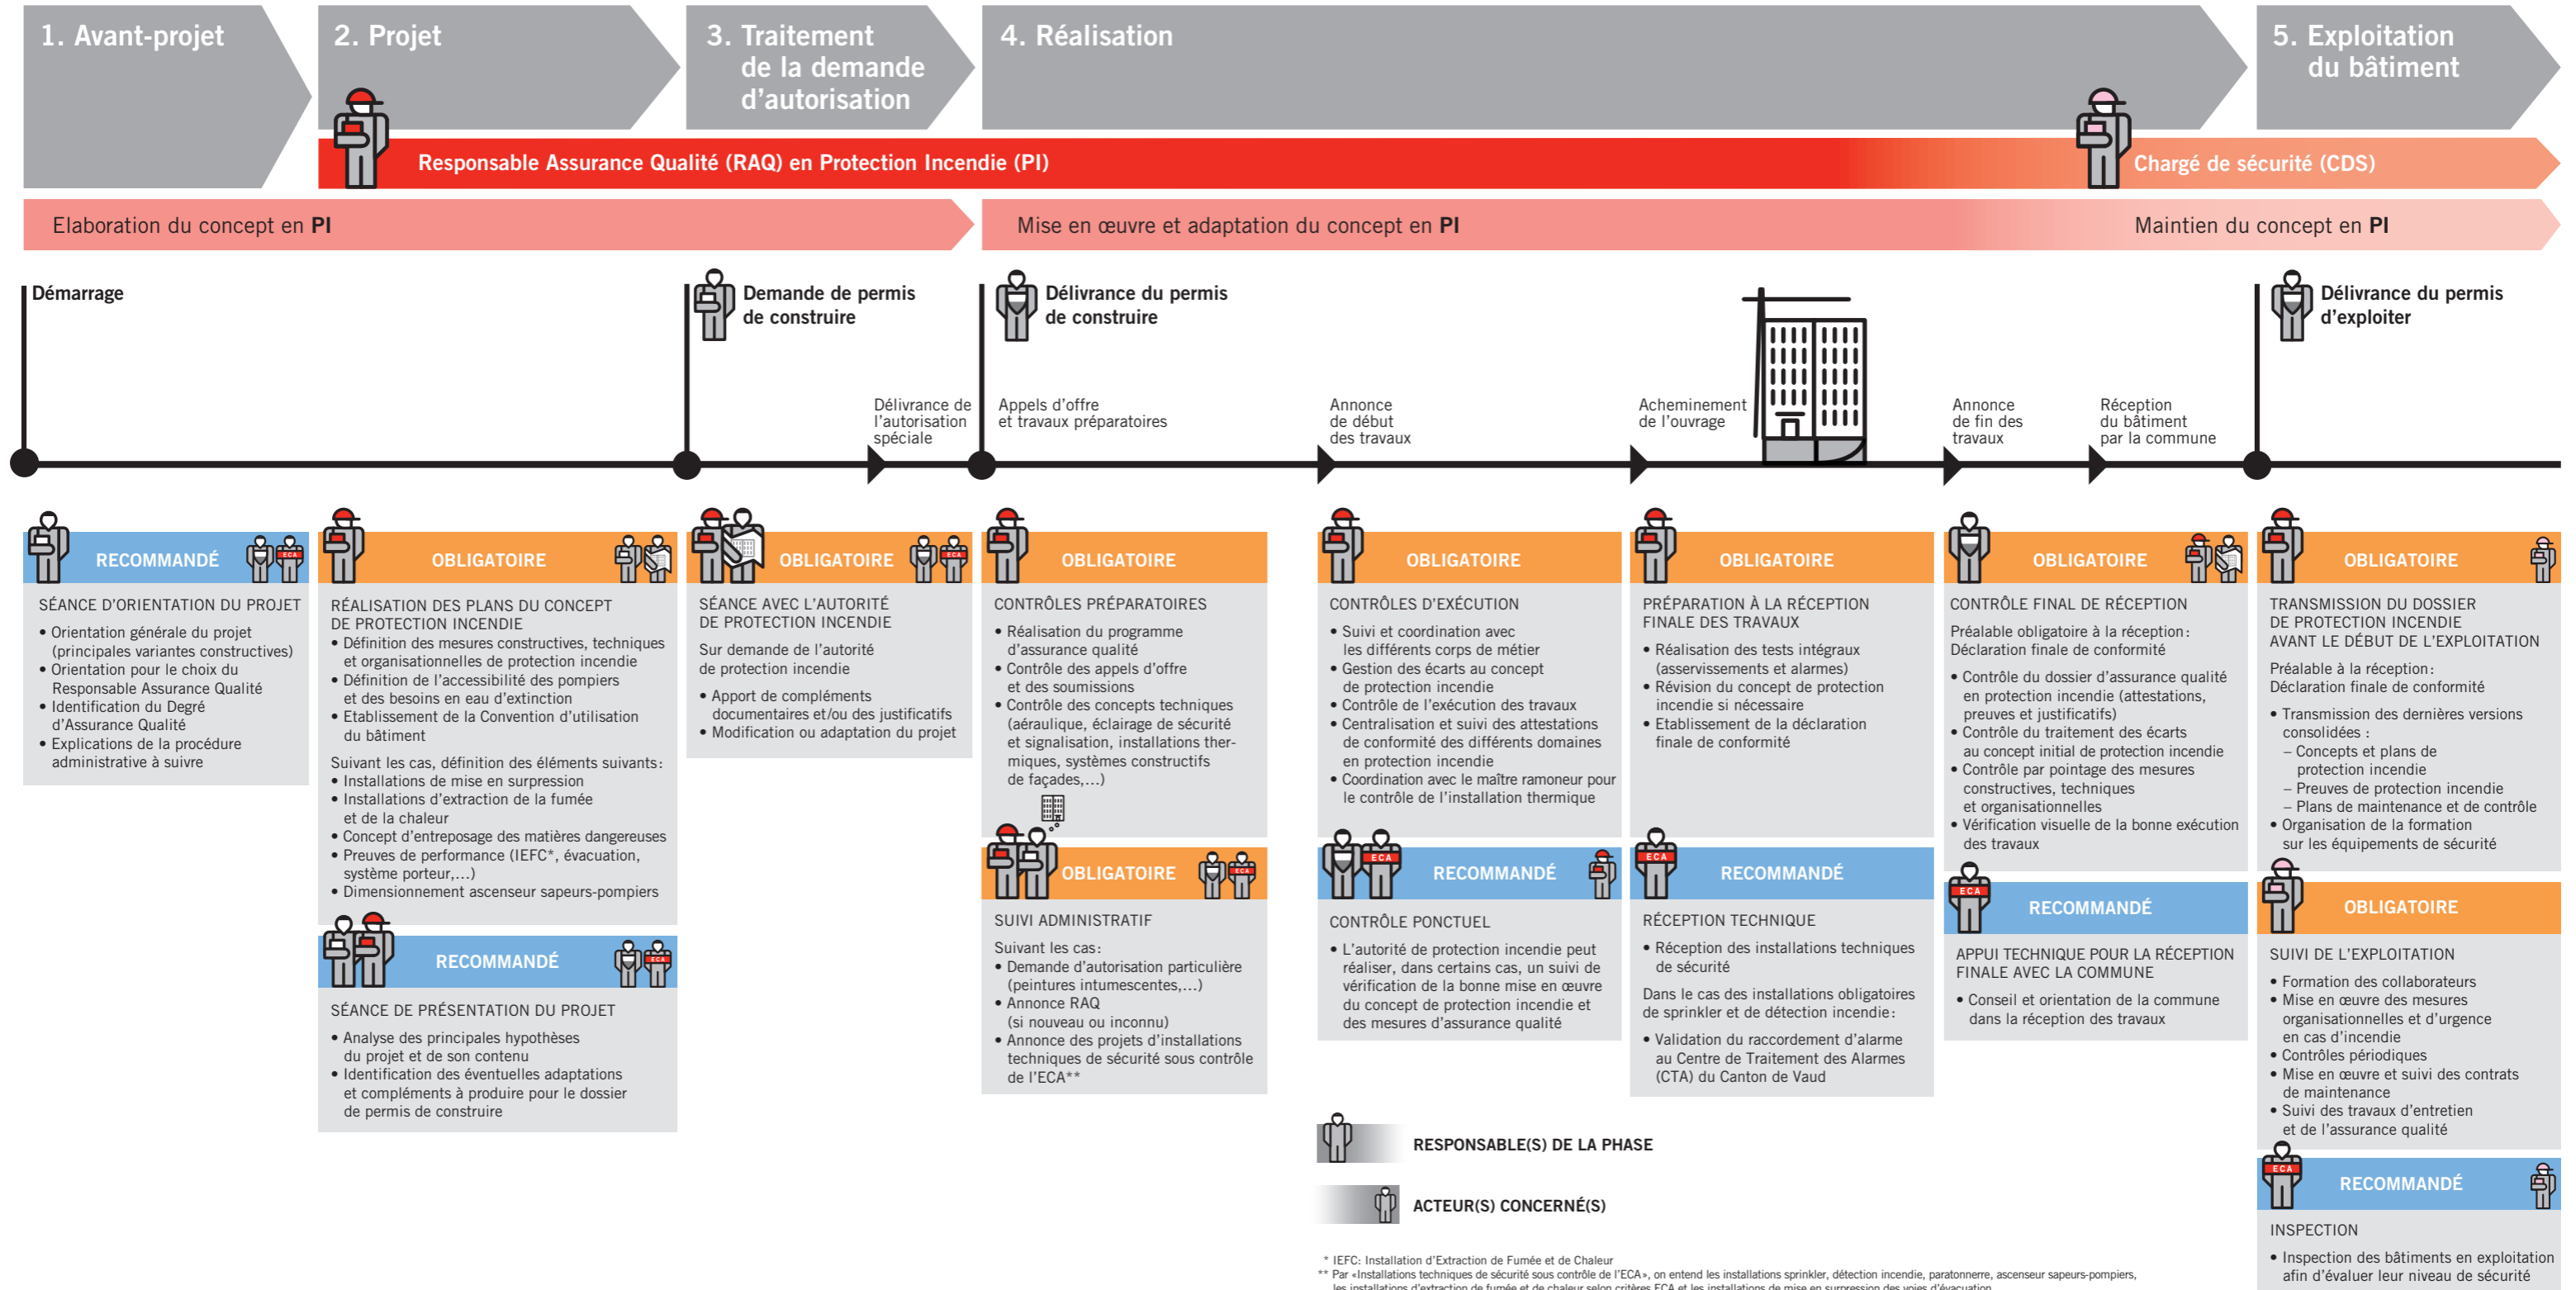 1. Avant-projet
2. Projet
3. Traitement
de la demande
d'autorisation
4. Réalisation
5. Exploitation
du bâtiment
Responsable Assurance Qualité (RAQ) en Protection Incendie (PI)
Chargé de sécurité (CDS)
Elaboration du concept en PI
Mise en œuvre et adaptation du concept en PI
Maintien du concept en PI
Démarrage
Demande de permis
de construire
Délivrance du permis
de construire
Délivrance du permis
d'exploiter
Délivrance de
l'autorisation
spéciale
Appels d'offre
et travaux préparatoires
Annonce
de début
des travaux
Acheminement
de l'ouvrage
Annonce
de fin des
travaux
Réception
du bâtiment
par la commune
RECOMMANDÉ
ECA
SÉANCE D'ORIENTATION DU PROJET
• Orientation générale du projet
(principales variantes constructives)
• Orientation pour le choix du
Responsable Assurance Qualité
• Identification du Degré
d'Assurance Qualité
• Explications de la procédure
administrative à suivre
OBLIGATOIRE
RÉALISATION DES PLANS DU CONCEPT
DE PROTECTION INCENDIE
• Définition des mesures constructives, techniques
et organisationnelles de protection incendie
• Définition de l'accessibilité des pompiers
et des besoins en eau d'extinction
• Etablissement de la Convention d'utilisation
du bâtiment
Suivant les cas, définition des éléments suivants:
• Installations de mise en surpression
• Installations d'extraction de la fumée
et de la chaleur
• Concept d'entreposage des matières dangereuses
• Preuves de performance (IEFC*, évacuation,
système porteur,...)
• Dimensionnement ascenseur sapeurs-pompiers
RECOMMANDÉ
ECA
SÉANCE DE PRÉSENTATION DU PROJET
• Analyse des principales hypothèses
du projet et de son contenu
• Identification des éventuelles adaptations
et compléments à produire pour le dossier
de permis de construire
OBLIGATOIRE
ECA
SÉANCE AVEC L'AUTORITÉ
DE PROTECTION INCENDIE
Sur demande de l'autorité
de protection incendie
• Apport de compléments
documentaires et/ou des justificatifs
• Modification ou adaptation du projet
OBLIGATOIRE
CONTRÔLES PRÉPARATOIRES
• Réalisation du programme
d'assurance qualité
• Contrôle des appels d'offre
et des soumissions
• Contrôle des concepts techniques
(aéraulique, éclairage de sécurité
et signalisation, installations ther-
miques, systèmes constructifs
de façades,...)
OBLIGATOIRE
ECA
SUIVI ADMINISTRATIF
Suivant les cas:
• Demande d'autorisation particulière
(peintures intumescentes,...)
• Annonce RAQ
(si nouveau ou inconnu)
• Annonce des projets d'installations
techniques de sécurité sous contrôle
de l'ECA**
OBLIGATOIRE
CONTRÔLES D'EXÉCUTION
• Suivi et coordination avec
les différents corps de métier
• Gestion des écarts au concept
de protection incendie
• Contrôle de l'exécution des travaux
• Centralisation et suivi des attestations
de conformité des différents domaines
en protection incendie
• Coordination avec le maître ramoneur pour
le contrôle de l'installation thermique
ECA
RECOMMANDÉ
CONTRÔLE PONCTUEL
• L'autorité de protection incendie peut
réaliser, dans certains cas, un suivi de
vérification de la bonne mise en œuvre
du concept de protection incendie et
des mesures d'assurance qualité
OBLIGATOIRE
PRÉPARATION À LA RÉCEPTION
FINALE DES TRAVAUX
• Réalisation des tests intégraux
(asservissements et alarmes)
• Révision du concept de protection
incendie si nécessaire
• Etablissement de la déclaration
finale de conformité
ECA
RECOMMANDÉ
RÉCEPTION TECHNIQUE
• Réception des installations techniques
de sécurité
Dans le cas des installations obligatoires
de sprinkler et de détection incendie:
• Validation du raccordement d'alarme
au Centre de Traitement des Alarmes
(CTA) du Canton de Vaud
OBLIGATOIRE
CONTRÔLE FINAL DE RÉCEPTION
Préalable obligatoire à la réception:
Déclaration finale de conformité
• Contrôle du dossier d'assurance qualité
en protection incendie (attestations,
preuves et justificatifs)
• Contrôle du traitement des écarts
au concept initial de protection incendie
• Contrôle par pointage des mesures
constructives, techniques
et organisationnelles
• Vérification visuelle de la bonne exécution
des travaux
ECA
RECOMMANDÉ
APPUI TECHNIQUE POUR LA RÉCEPTION
FINALE AVEC LA COMMUNE
• Conseil et orientation de la commune
dans la réception des travaux
OBLIGATOIRE
TRANSMISSION DU DOSSIER
DE PROTECTION INCENDIE
AVANT LE DÉBUT DE L'EXPLOITATION
Préalable à la réception:
Déclaration finale de conformité
• Transmission des dernières versions
consolidées :
– Concepts et plans de
protection incendie
– Preuves de protection incendie
– Plans de maintenance et de contrôle
• Organisation de la formation
sur les équipements de sécurité
OBLIGATOIRE
SUIVI DE L'EXPLOITATION
• Formation des collaborateurs
• Mise en œuvre des mesures
organisationnelles et d'urgence
en cas d'incendie
• Contrôles périodiques
• Mise en œuvre et suivi des contrats
de maintenance
• Suivi des travaux d'entretien
et de l'assurance qualité
ECA
RECOMMANDÉ
INSPECTION
• Inspection des bâtiments en exploitation
afin d'évaluer leur niveau de sécurité
RESPONSABLE(S) DE LA PHASE
ACTEUR(S) CONCERNÉ(S)
* IEFC: Installation d'Extraction de Fumée et de Chaleur
** Par «Installations techniques de sécurité sous contrôle de l'ECA», on entend les installations sprinkler, détection incendie, paratonnerre, ascenseur sapeurs-pompiers,
les installations d'extraction de fumée et de chaleur selon critères ECA et les installations de mise en surpression des voies d'évacuation